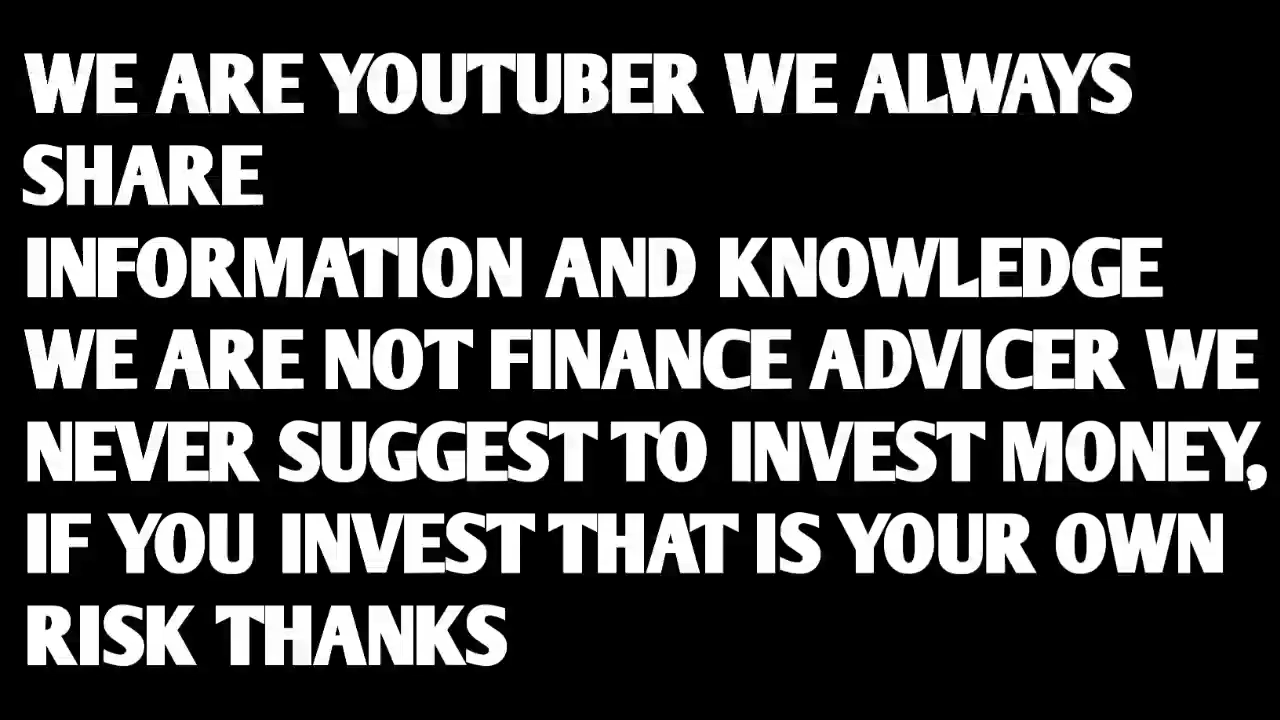 WE ARE YOUTUBER WE ALWAYS
SHARE
INFORMATION AND KNOWLEDGE
WE ARE NOT FINANCE ADVICER WE
NEVER SUGGEST TO INVEST MONEY,
IF YOU INVEST THAT IS YOUR OWN
RISK THANKS